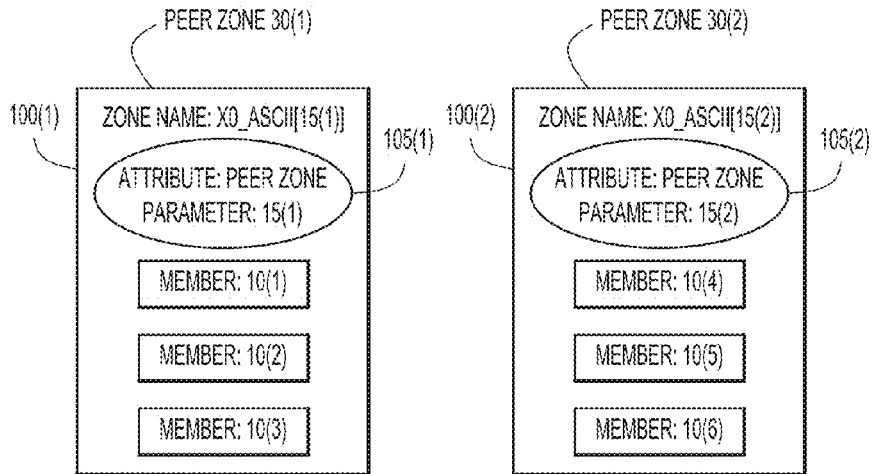 PEER ZONE 30(1)
100(1)
ZONE NAME: X0_ASCII[15(1)]
105(1)
ATTRIBUTE: PEER ZONE
PARAMETER: 15(1)
MEMBER: 10(1)
MEMBER: 10(2)
MEMBER: 10(3)
PEER ZONE 30(2)
100(2)
ZONE NAME: X0_ASCII[15(2)]
105(2)
ATTRIBUTE: PEER ZONE
PARAMETER: 15(2)
MEMBER: 10(4)
MEMBER: 10(5)
MEMBER: 10(6)